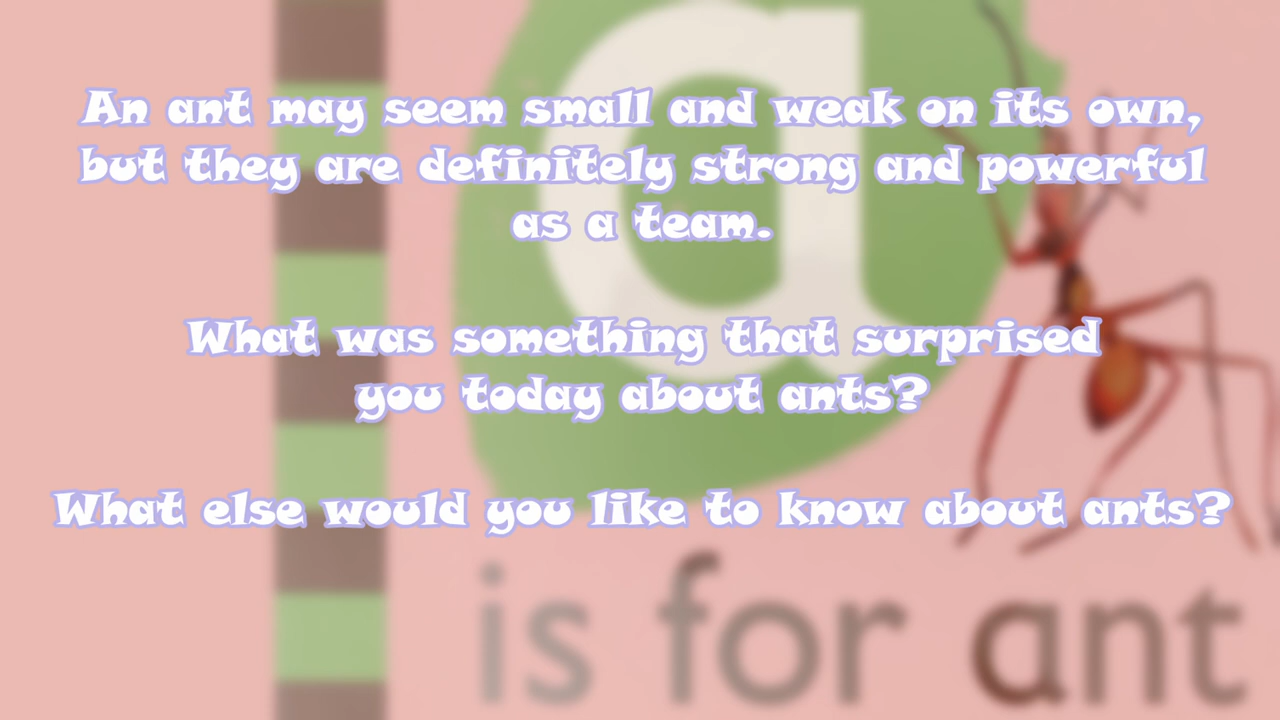 An ant may seem small and weak on its own,
but they are definitely strong and powerful
as a team.
What was something that surprised
you today about ants?
What else would you like to know about ants?
a
is for ant